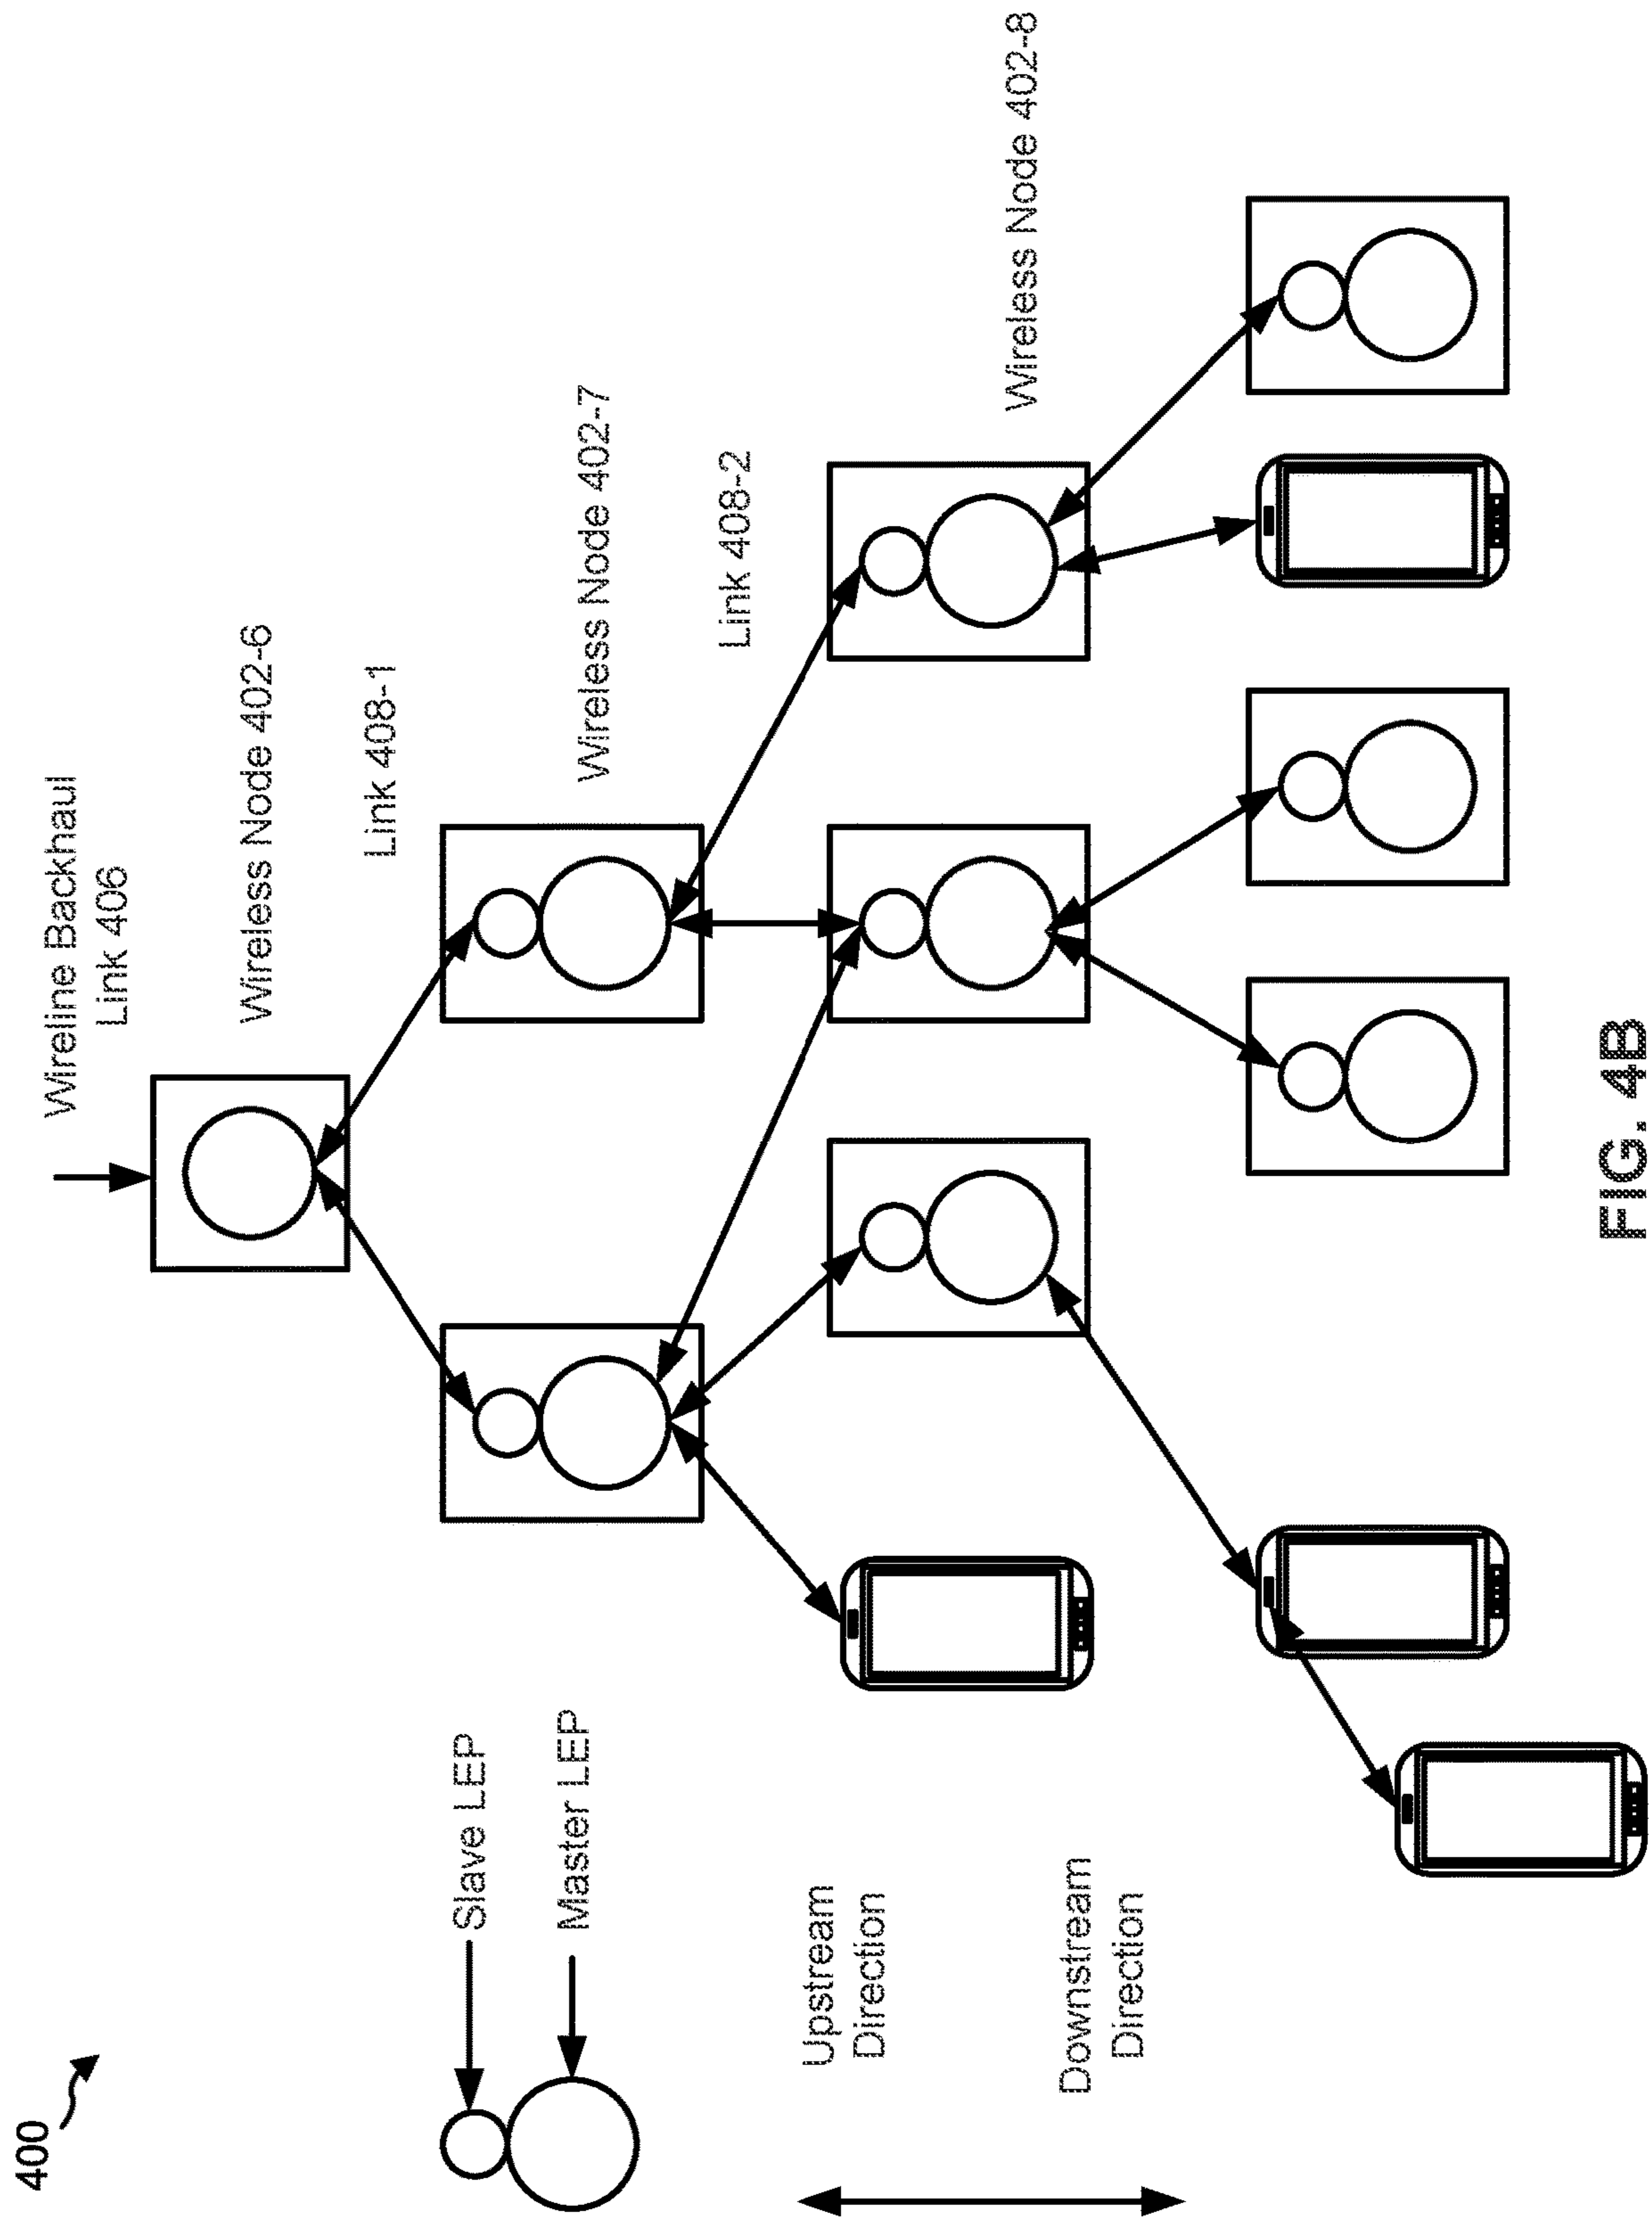 400
Wireline Backhaul
Link 406
Wireless Node 402-6
Link 408-1
Wireless Node 402-7
Link 408-2
Wireless Node 402-8
Slave LEP
Master LEP
Upstream
Direction
Downstream
Direction
FIG. 4B